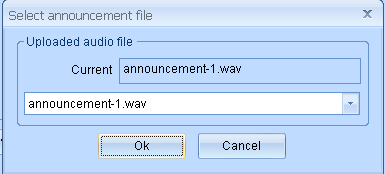 Select announcement file
Uploaded audio file
Current announcement-1.wav
announcement-1.wav
Ok Cancel